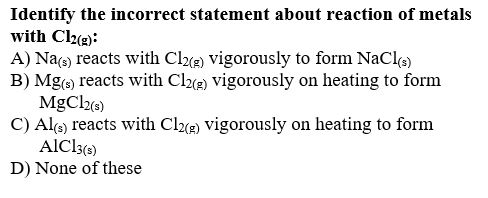 Identify the incorrect statement about reaction of metals
with Cl₂(g):
A) Na(s) reacts with Cl₂(g) vigorously to form NaCl(s)
B) Mg(s) reacts with Cl₂(g) vigorously on heating to form
MgCl₂(s)
C) Al(s) reacts with Cl₂(g) vigorously on heating to form
AlCl₃(s)
D) None of these